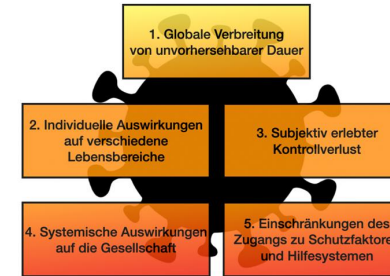 1. Globale Verbreitung
von unvorhersehbarer Dauer
2. Individuelle Auswirkungen
auf verschiedene
Lebensbereiche
3. Subjektiv erlebter
Kontrollverlust
4. Systemische Auswirkungen
auf die Gesellschaft
5. Einschränkungen des
Zugangs zu Schutzfaktore
und Hilfesystemen